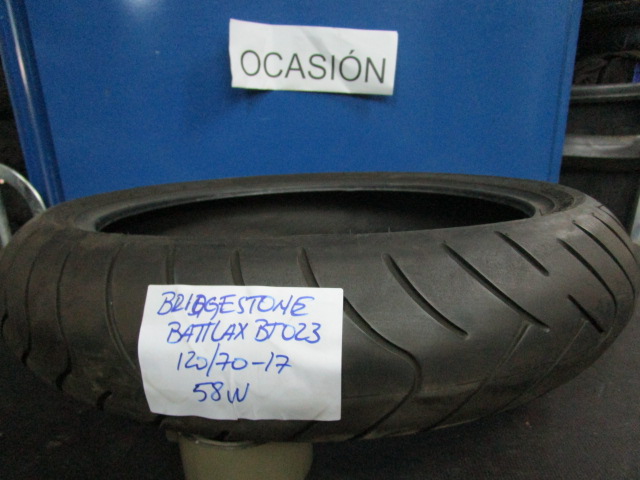 OCASIÓN
BRIDGESTONE
BATTLAX BT023
120/70-17
58W